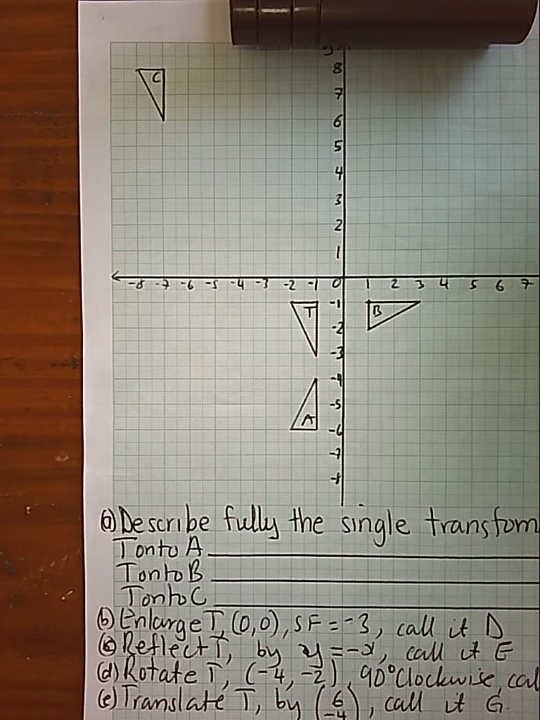 y
8
C
7
6
5
4
3
2
1
-8 -7 -6 -5 -4 -3 -2 -1 0 1 2 3 4 5 6 7
-1
T
B
-2
-3
-4
-5
A
-6
-7
-8
(a) Describe fully the single transfom
T onto A
T onto B
T onto C
(b) Enlarge T, (0,0), SF = -3, call it D
(c) Reflect T, by y = -x, call it E
(d) Rotate T, (-4, -2), 90° Clockwise, cal
(e) Translate T, by (6 -4), call it G.